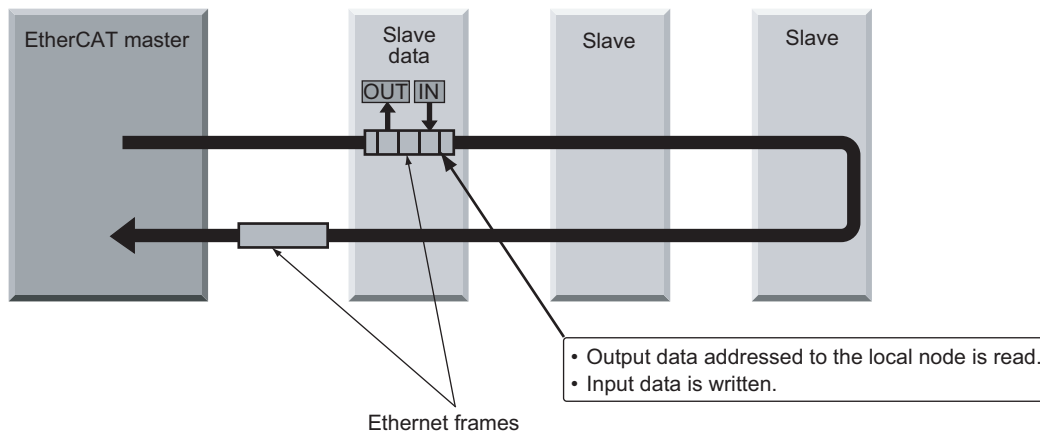 EtherCAT master
Slave
data
OUT
IN
Slave
Slave
• Output data addressed to the local node is read.
• Input data is written.
Ethernet frames